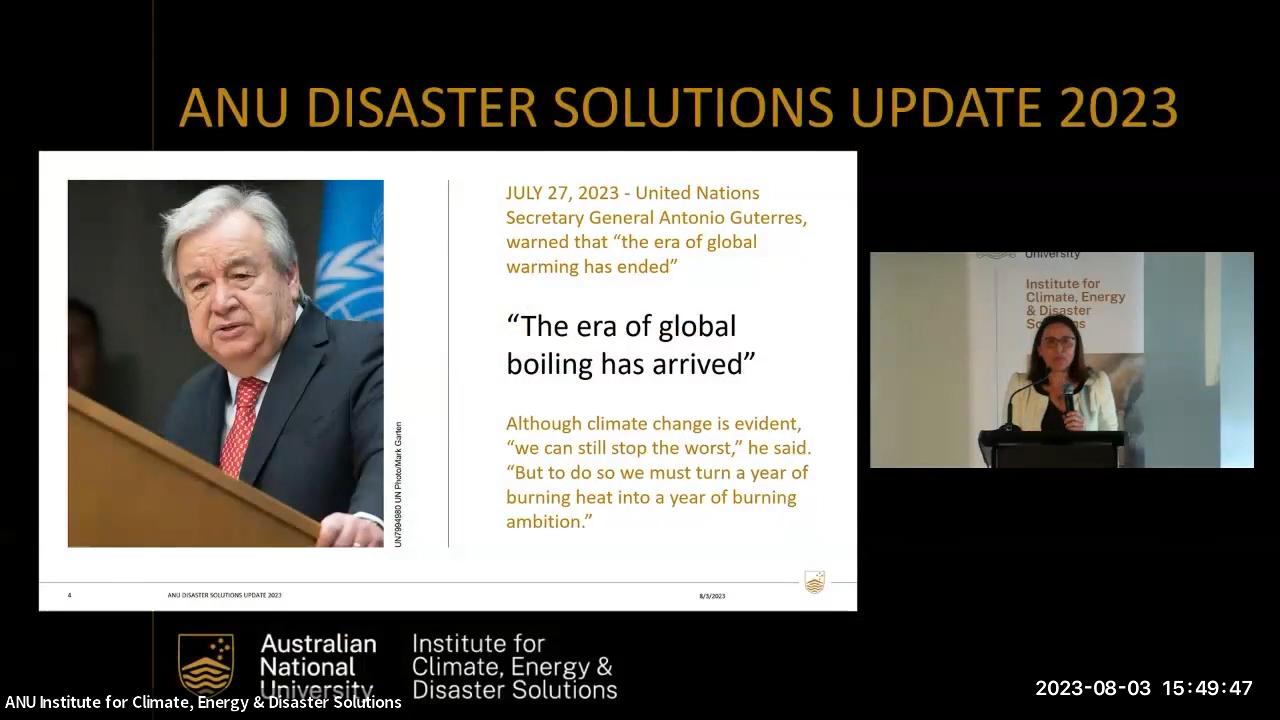 ANU DISASTER SOLUTIONS UPDATE 2023
JULY 27, 2023 - United Nations
Secretary General Antonio Guterres,
warned that “the era of global
warming has ended”
“The era of global
boiling has arrived”
Although climate change is evident,
“we can still stop the worst,” he said.
“But to do so we must turn a year of
burning heat into a year of burning
ambition.”
UN7994980 UN Photo/Mark Garten
4
ANU DISASTER SOLUTIONS UPDATE 2023
8/3/2023
University
Institute for
Climate, Energy
& Disaster
Australian
National
University
Institute for
Climate, Energy &
Disaster Solutions
ANU Institute for Climate, Energy & Disaster Solutions
2023-08-03 15:49:47